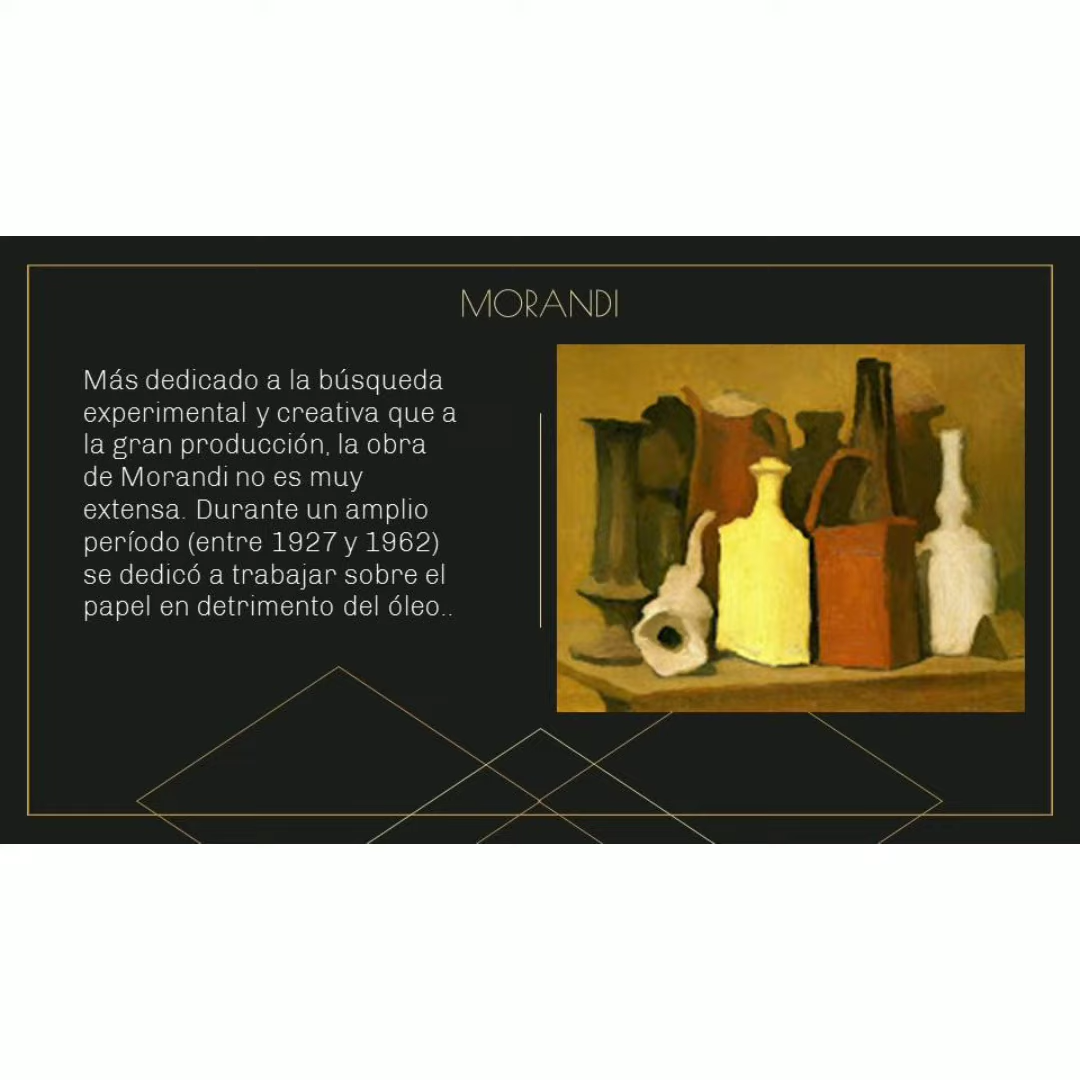 MORANDI
Más dedicado a la búsqueda
experimental y creativa que a
la gran producción, la obra
de Morandi no es muy
extensa. Durante un amplio
período (entre 1927 y 1962)
se dedicó a trabajar sobre el
papel en detrimento del óleo..